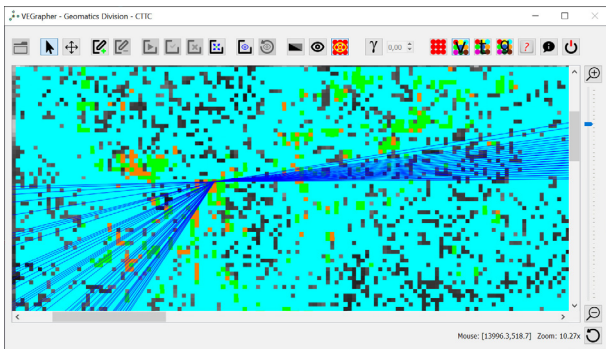 VEGrapher - Geomatics Division - CTTC
γ 0,00
V E Q ?
Mouse: [13996.3,518.7] Zoom: 10.27x